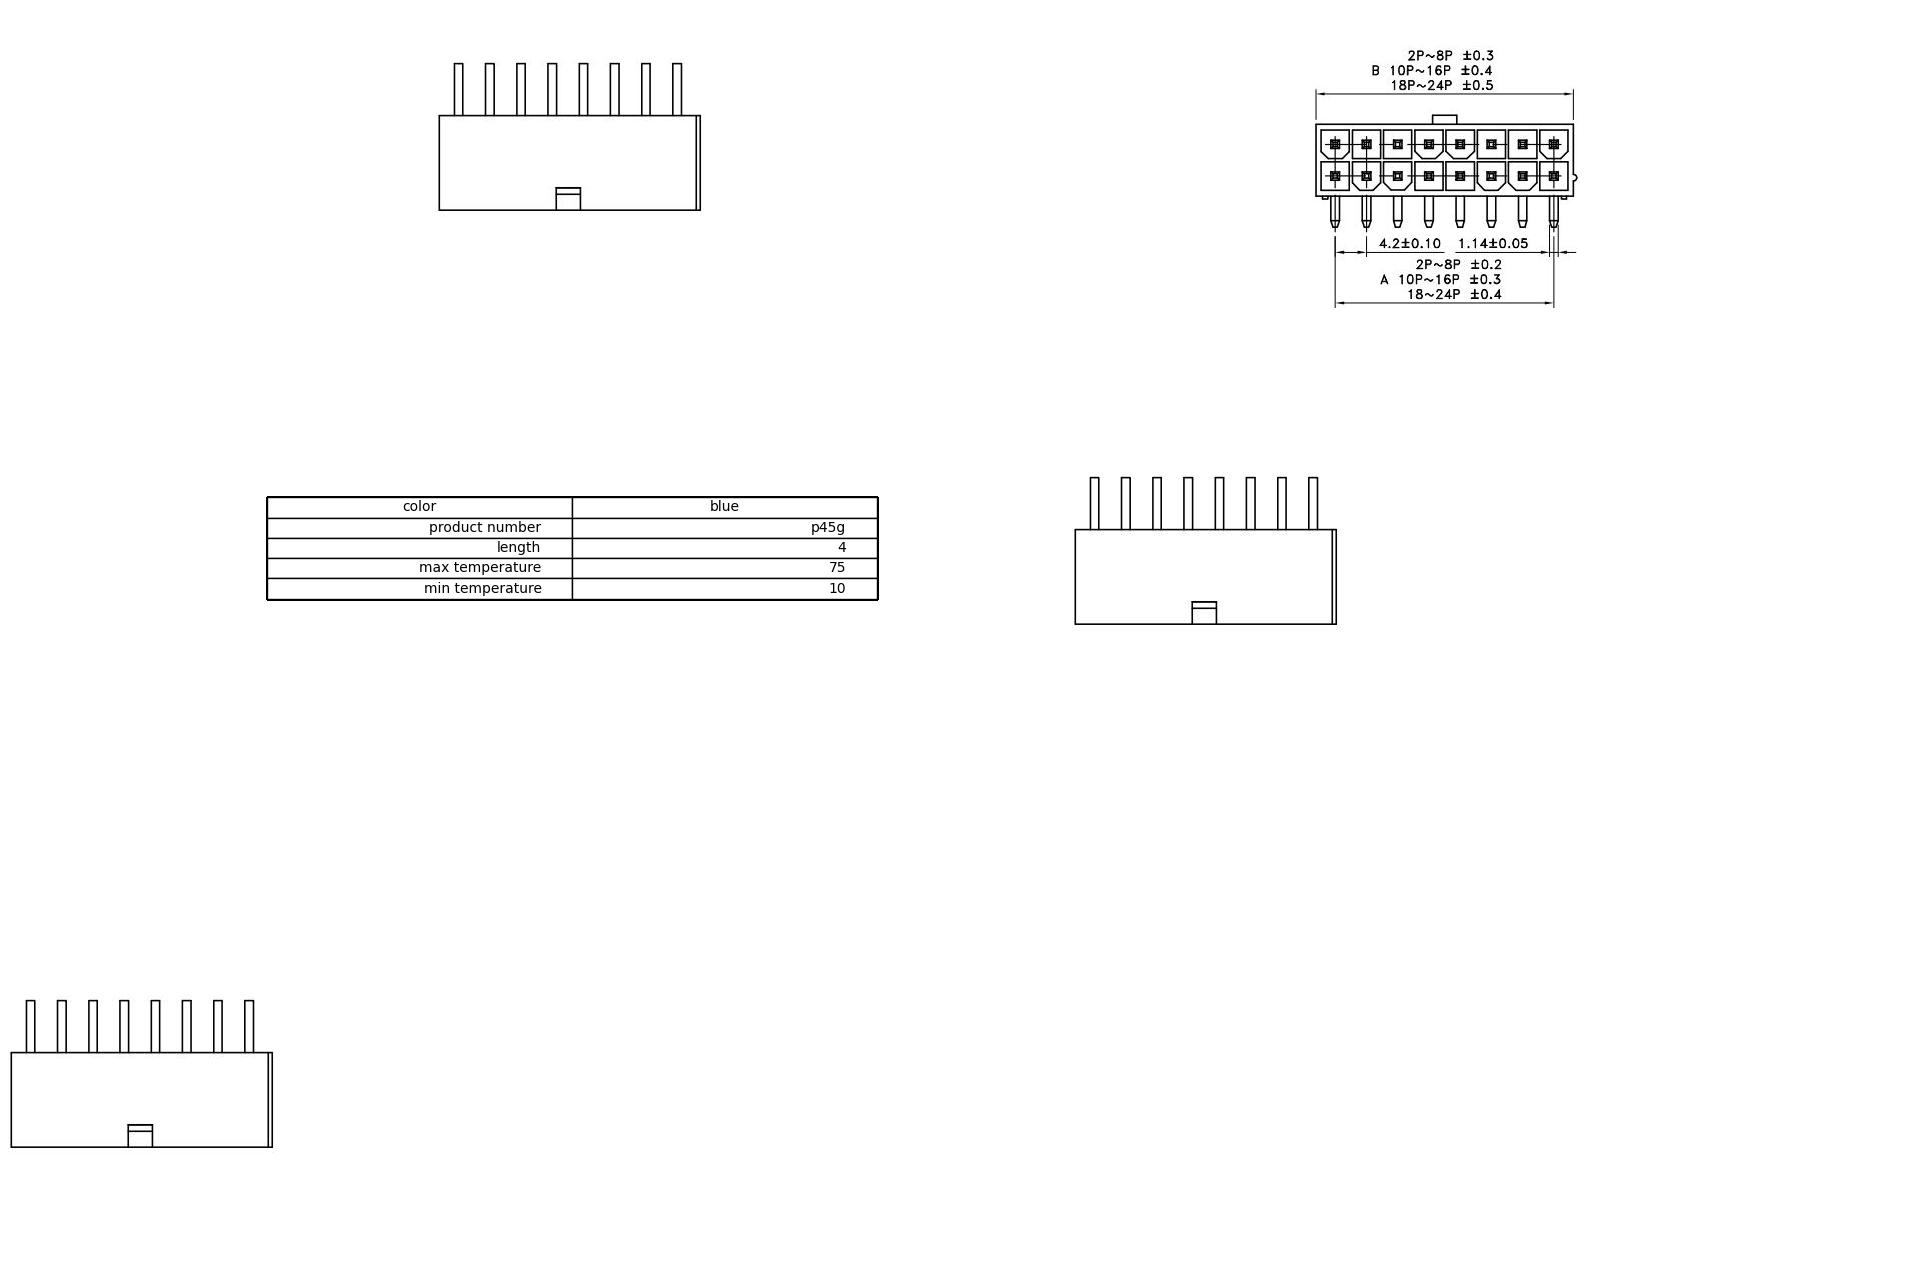 2P~8P ±0.3
B 10P~16P ±0.4
18P~24P ±0.5
4.2±0.10 1.14±0.05
2P~8P ±0.2
A 10P~16P ±0.3
18~24P ±0.4
color blue
product number p45g
length 4
max temperature 75
min temperature 10